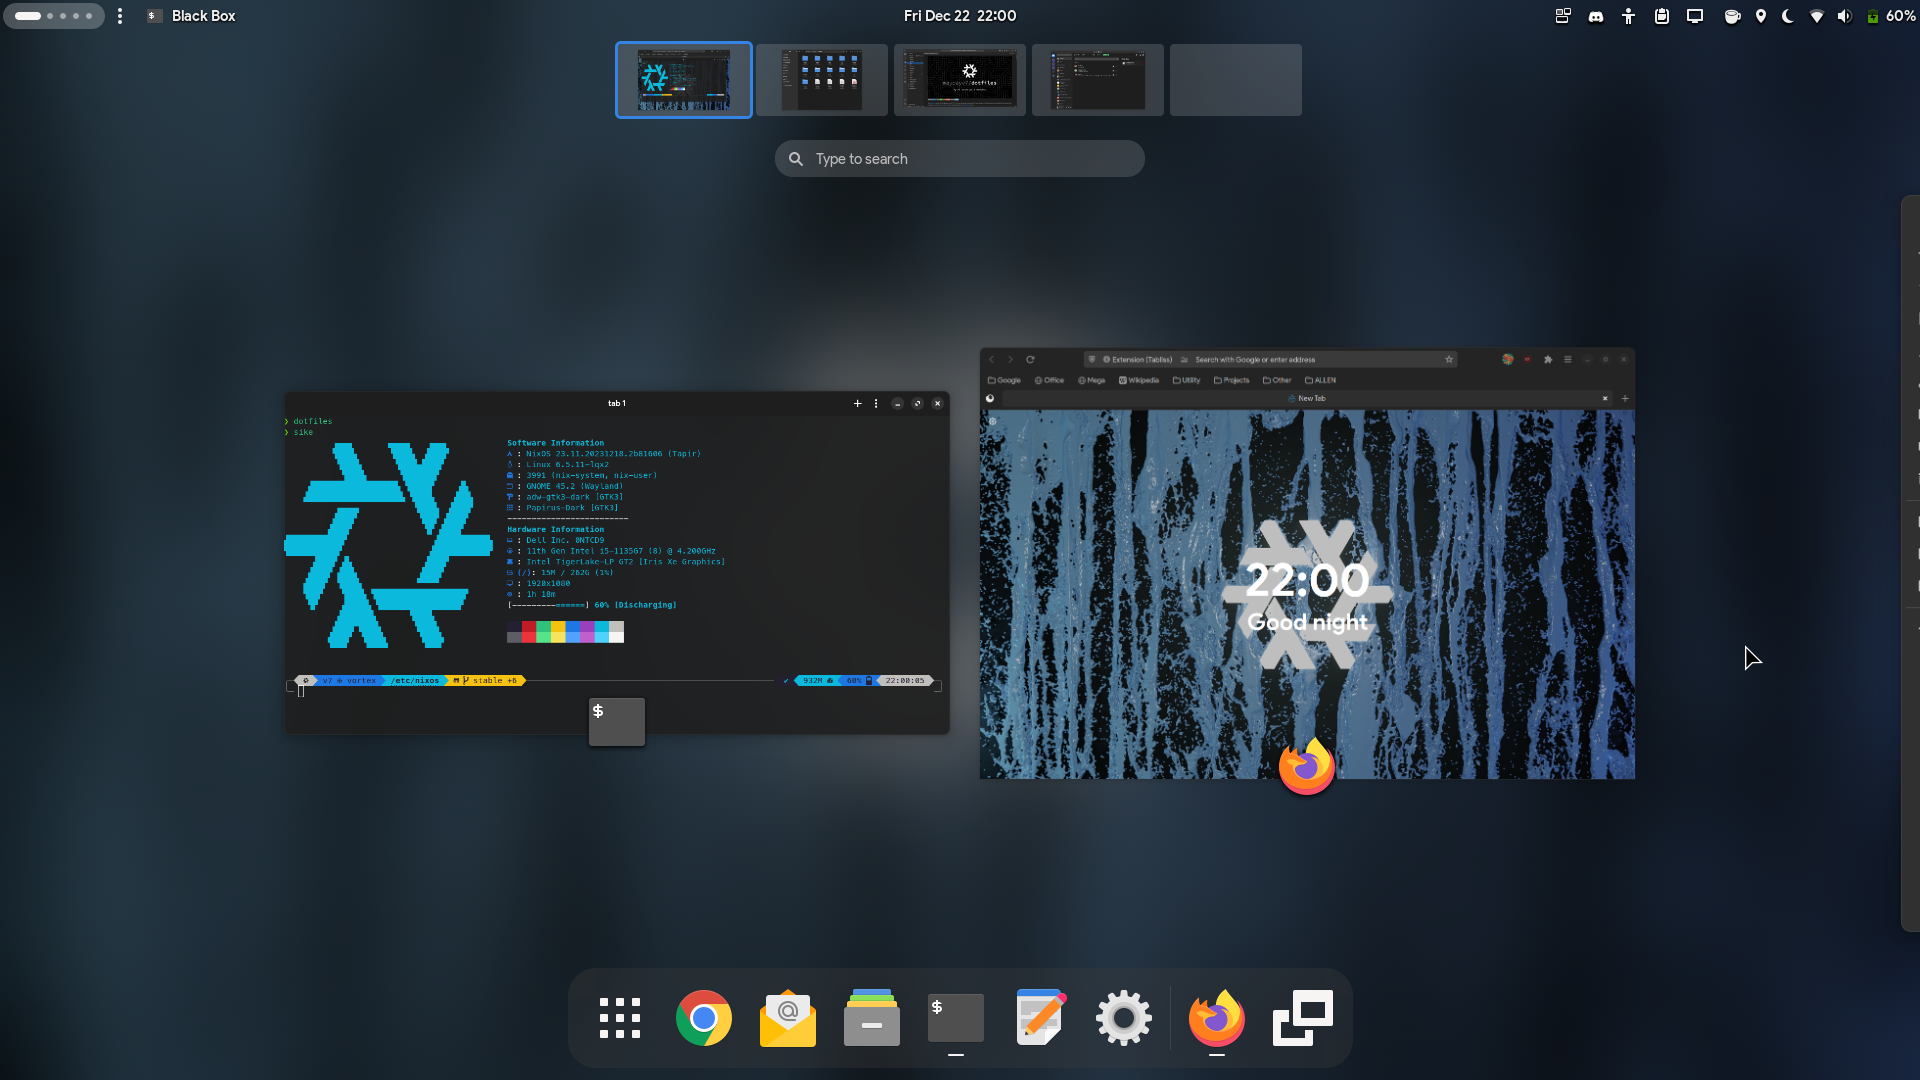 Black Box
Fri Dec 22 22:00
60%
dotfiles
Type to search
tab 1
❯ dotfiles
❯ sike
Software Information
: NixOS 23.11.20231218.2b81606 (Tapir)
: Linux 6.5.11-lqx2
: 3991 (nix-system, nix-user)
: GNOME 45.2 (Wayland)
: adw-gtk3-dark [GTK3]
: Papirus-Dark [GTK3]
-------------------------
Hardware Information
: Dell Inc. 0NTCD9
: 11th Gen Intel i5-1135G7 (8) @ 4.200GHz
: Intel TigerLake-LP GT2 [Iris Xe Graphics]
(/): 15M / 262G (1%)
: 1920x1080
: 1h 18m
[---------======] 60% [Discharging]
v7 vortex /etc/nixos stable +6
932M 60% 22:00:05
$
Extension (Tabliss) Search with Google or enter address
Google Office Mega Wikipedia Utility Projects Other ALLEN
New Tab
22:00
Good night
$
@